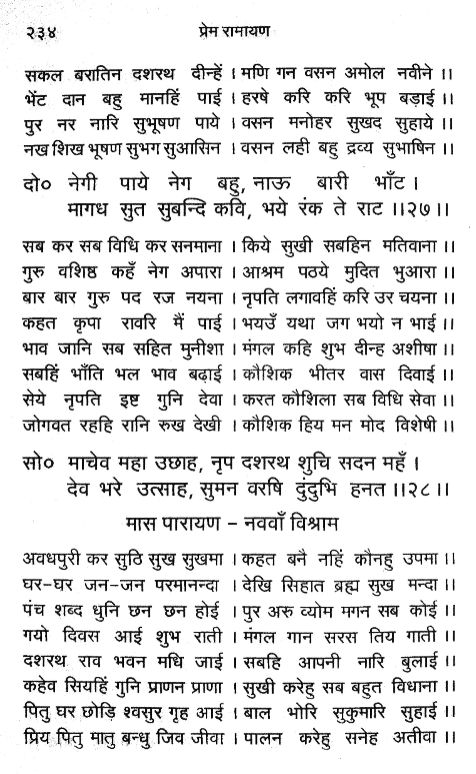 २३४ प्रेम रामायण
सकल बरातिन दशरथ दीन्हें । मणि गन वसन अमोल नवीने ।।
भेंट दान बहु मानहिं पाई । हरषे करि करि भूप बड़ाई ।।
पुर नर नारि सुभूषण पाये । वसन मनोहर सुखद सुहाये ।।
नख शिख भूषण सुभग सुआसिन । वसन लही बहु द्रव्य सुभाषिन ।।
दो० नेगी पाये नेग बहु, नाऊ बारी भाँट ।
मागध सुत सुबन्दि कवि, भये रंक ते राट ।।२७।।
सब कर सब विधि कर सनमाना । किये सुखी सबहिन मतिवाना ।।
गुरु वशिष्ठ कहँ नेग अपारा । आश्रम पठये मुदित भुआरा ।।
बार बार गुरु पद रज नयना । नृपति लगावहिं करि उर चयना ।।
कहत कृपा रावरि मैं पाई । भयउँ यथा जग भयो न भाई ।।
भाव जानि सब सहित मुनीशा । मंगल कहि शुभ दीन्ह अशीषा ।।
सबहिं भाँति भल भाव बढ़ाई । कौशिक भीतर वास दिवाई ।।
सेये नृपति इष्ट गुनि देवा । करत कौशिला सब विधि सेवा ।।
जोगवत रहहि रानि रुख देखी । कौशिक हिय मन मोद विशेषी ।।
सो० माचेव महा उछाह, नृप दशरथ शुचि सदन महँ ।
देव भरे उत्साह, सुमन वरषि दुंदुभि हनत ।।२८।।
मास पारायण – नववाँ विश्राम
अवधपुरी कर सुठि सुख सुखमा । कहत बनै नहिं कौनहु उपमा ।।
घर-घर जन-जन परमानन्दा । देखि सिहात ब्रह्म सुख मन्दा ।।
पंच शब्द धुनि छन छन होई । पुर अरु व्योम मगन सब कोई ।।
गयो दिवस आई शुभ राती । मंगल गान सरस तिय गाती ।।
दशरथ राव भवन मधि जाई । सबहि आपनी नारि बुलाई ।।
कहेव सियहिं गुनि प्राणन प्राणा । सुखी करेहु सब बहुत विधाना ।।
पितु घर छोड़ि श्वसुर गृह आई । बाल भोरि सुकुमारि सुहाई ।।
प्रिय पितु मातु बन्धु जिव जीवा । पालन करेहु सनेह अतीवा ।।